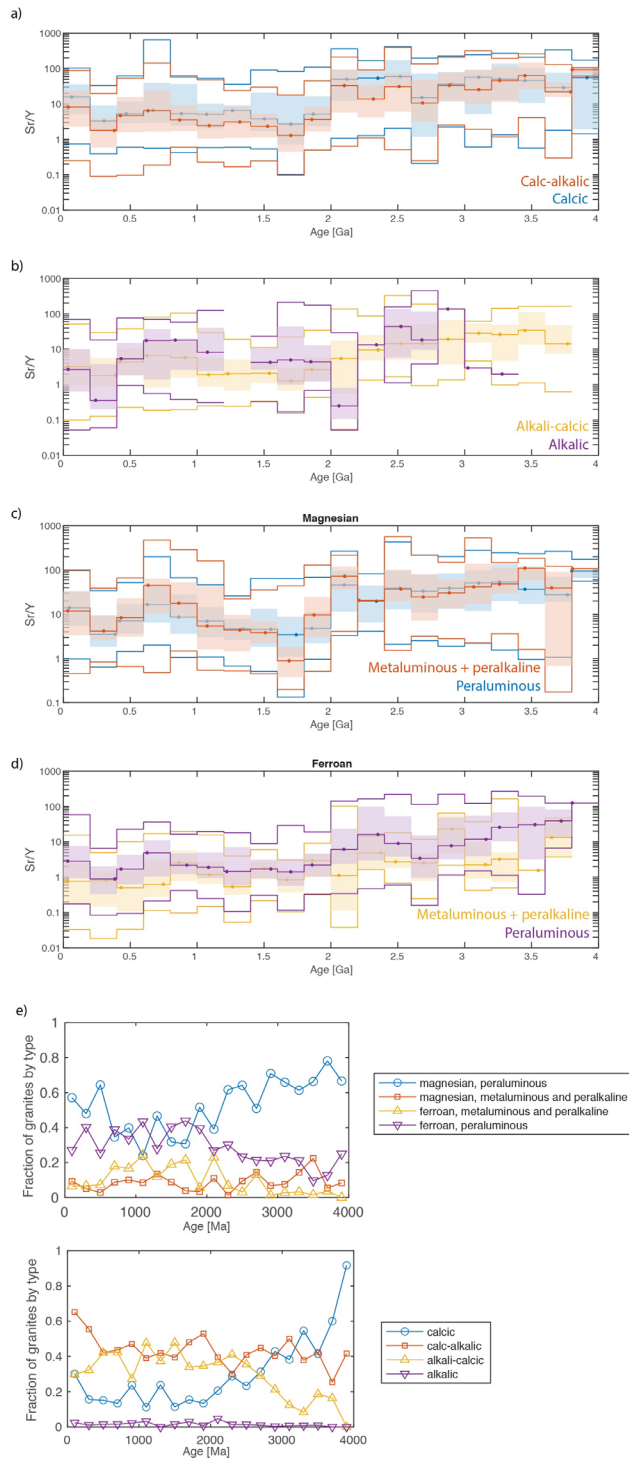 a)
1000
100
10
1
0.1
0.01
Sr/Y
Calc-alkalic
Calcic
0 0.5 1 1.5 2 2.5 3 3.5 4
Age [Ga]
b)
1000
100
10
1
0.1
0.01
Sr/Y
Alkali-calcic
Alkalic
0 0.5 1 1.5 2 2.5 3 3.5 4
Age [Ga]
c)
Magnesian
1000
100
10
1
0.1
Sr/Y
Metaluminous + peralkaline
Peraluminous
0 0.5 1 1.5 2 2.5 3 3.5 4
Age [Ga]
d)
Ferroan
1000
100
10
1
0.1
0.01
Sr/Y
Metaluminous + peralkaline
Peraluminous
0 0.5 1 1.5 2 2.5 3 3.5 4
Age [Ga]
e)
1
0.8
0.6
0.4
0.2
0
Fraction of granites by type
0 1000 2000 3000 4000
Age [Ma]
magnesian, peraluminous
magnesian, metaluminous and peralkaline
ferroan, metaluminous and peralkaline
ferroan, peraluminous
1
0.8
0.6
0.4
0.2
0
Fraction of granites by type
0 1000 2000 3000 4000
Age [Ma]
calcic
calc-alkalic
alkali-calcic
alkalic